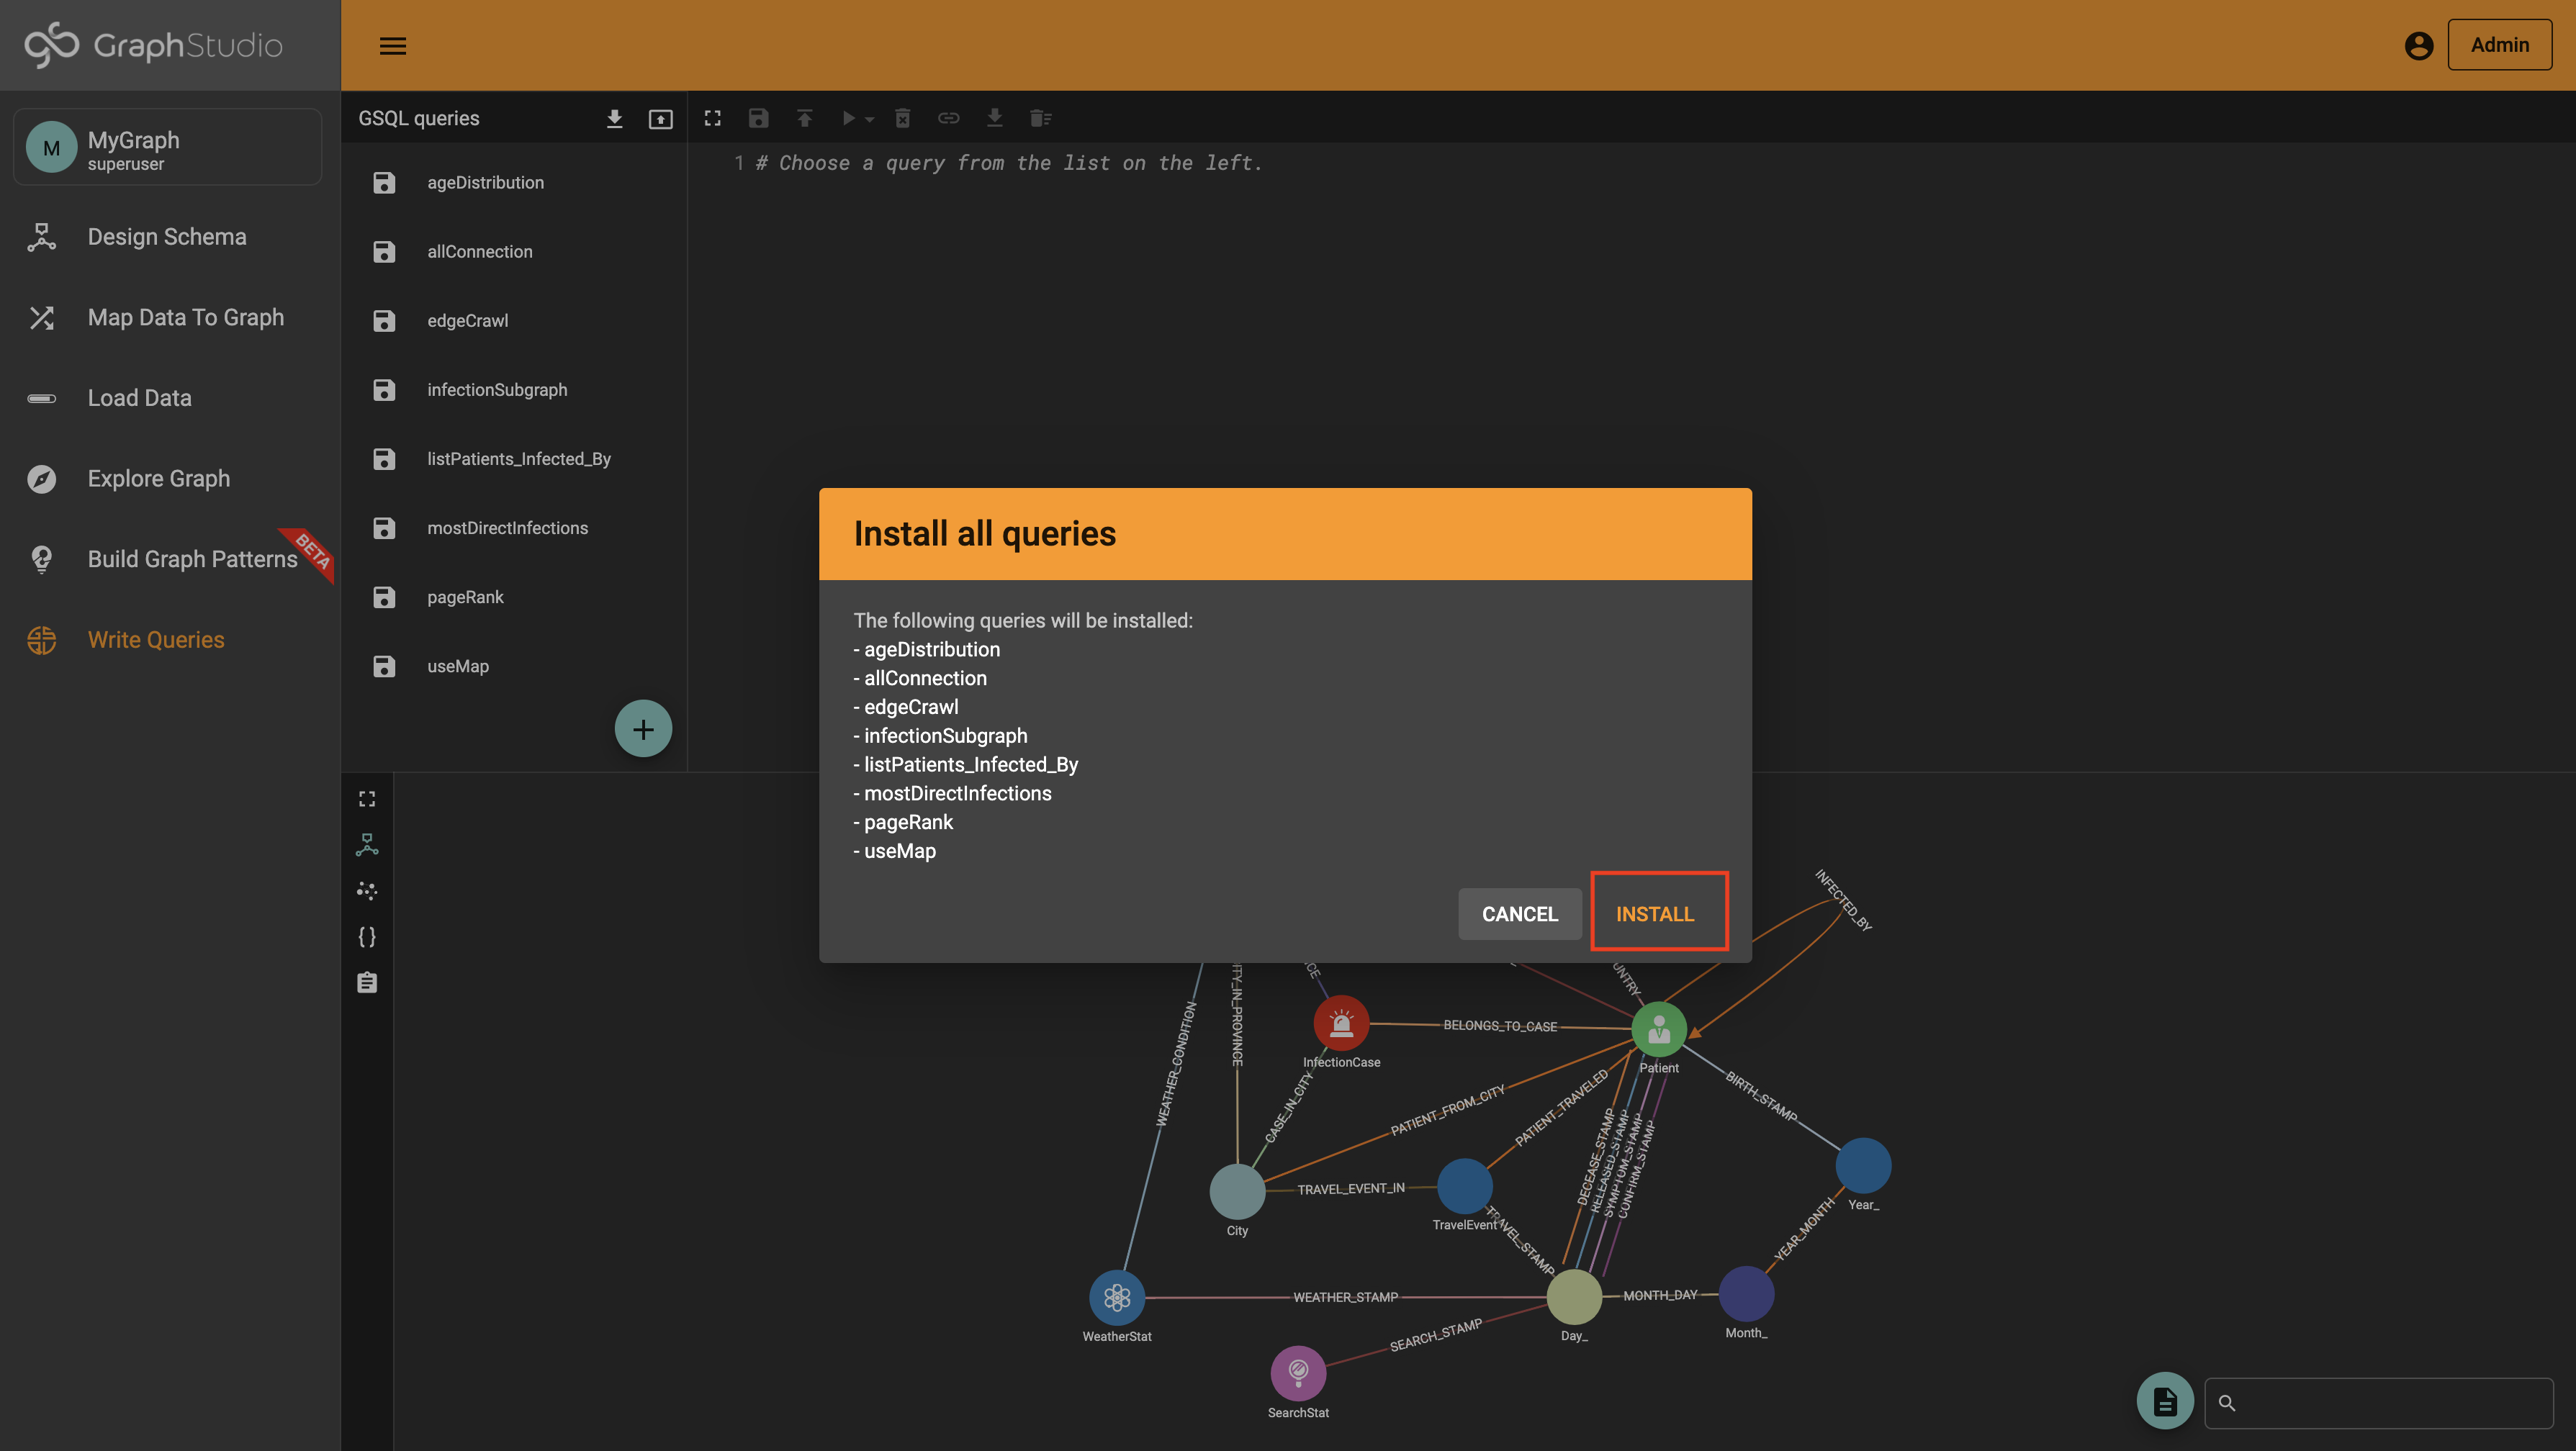 GraphStudio
Admin
M
MyGraph
superuser
Design Schema
Map Data To Graph
Load Data
Explore Graph
Build Graph Patterns
BETA
Write Queries
GSQL queries
ageDistribution
allConnection
edgeCrawl
infectionSubgraph
listPatients_Infected_By
mostDirectInfections
pageRank
useMap
1 # Choose a query from the list on the left.
Install all queries
The following queries will be installed:
- ageDistribution
- allConnection
- edgeCrawl
- infectionSubgraph
- listPatients_Infected_By
- mostDirectInfections
- pageRank
- useMap
CANCEL
INSTALL
INFECTED_BY
UNTRY
CE
ITY_IN_PROVINCE
WEATHER_CONDITION
InfectionCase
BELONGS_TO_CASE
Patient
CASE_IN_CITY
PATIENT_FROM_CITY
PATIENT_TRAVELED
BIRTH_STAMP
DECEASE_STAMP
RELEASED_STAMP
SYMPTOM_STAMP
CONFIRM_STAMP
City
TRAVEL_EVENT_IN
TravelEvent
TRAVEL_STAMP
Year_
YEAR_MONTH
WeatherStat
WEATHER_STAMP
Day_
MONTH_DAY
Month_
SEARCH_STAMP
SearchStat